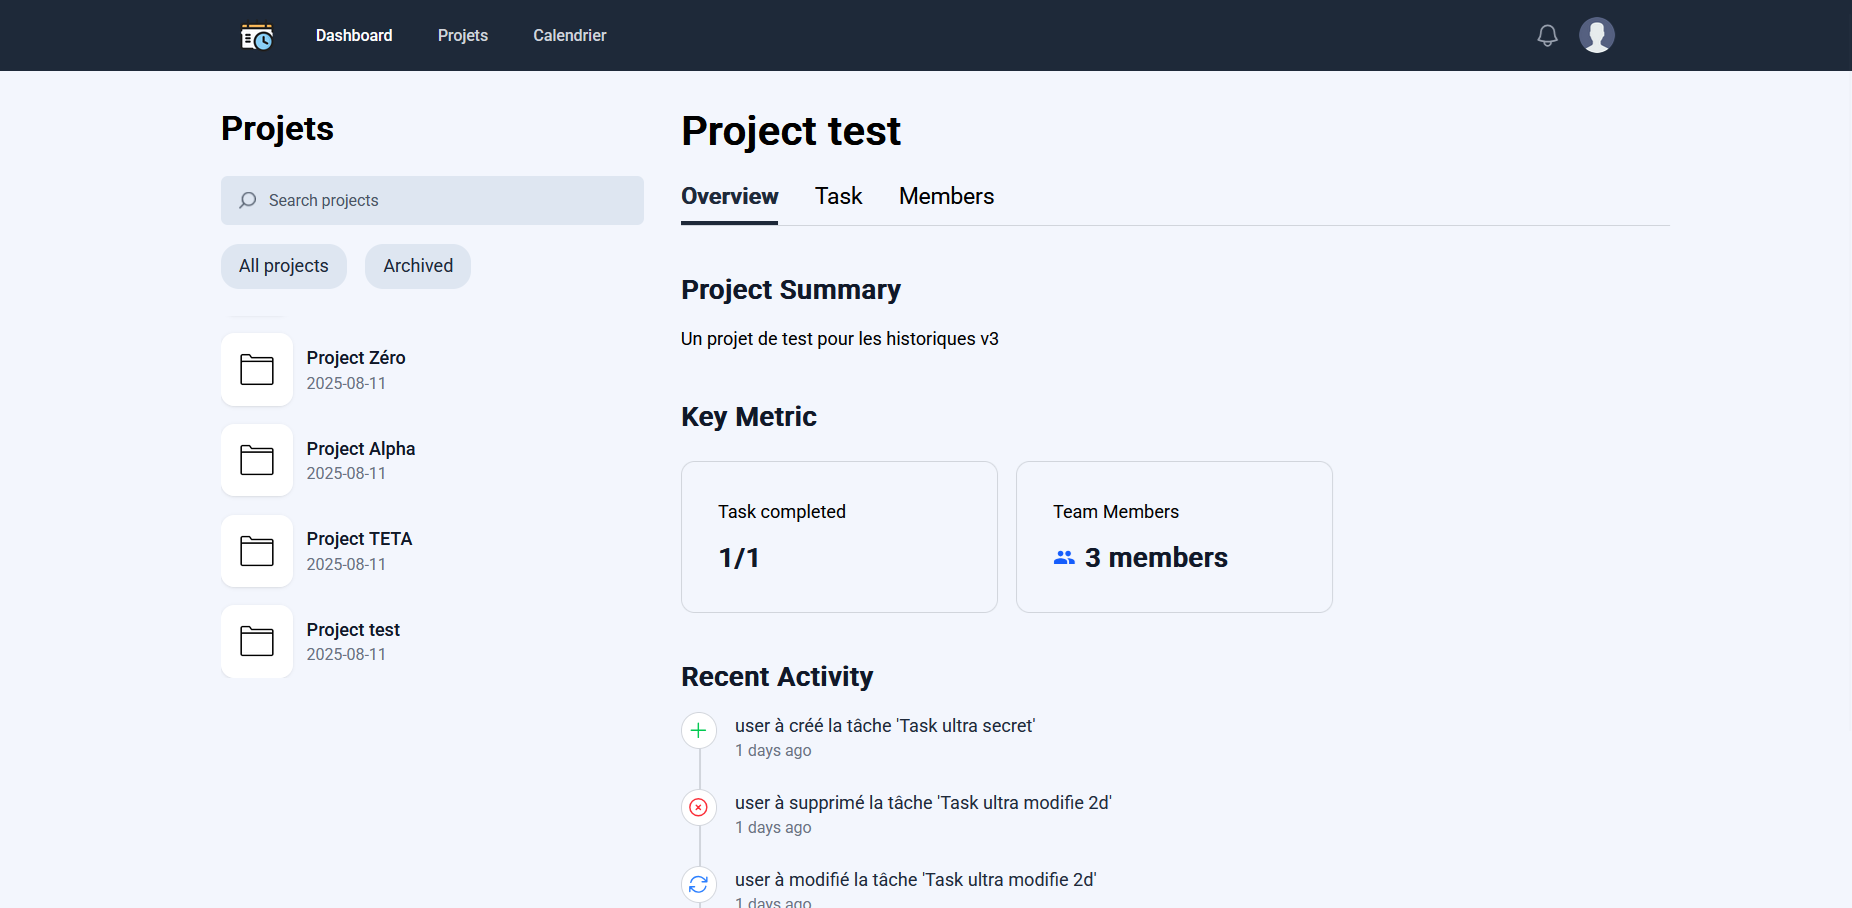 Dashboard
Projets
Calendrier
Projets
Search projects
All projects
Archived
Project Zéro
2025-08-11
Project Alpha
2025-08-11
Project TETA
2025-08-11
Project test
2025-08-11
Project test
Overview
Task
Members
Project Summary
Un projet de test pour les historiques v3
Key Metric
Task completed
1/1
Team Members
3 members
Recent Activity
user à créé la tâche 'Task ultra secret'
1 days ago
user à supprimé la tâche 'Task ultra modifie 2d'
1 days ago
user à modifié la tâche 'Task ultra modifie 2d'
1 days ago